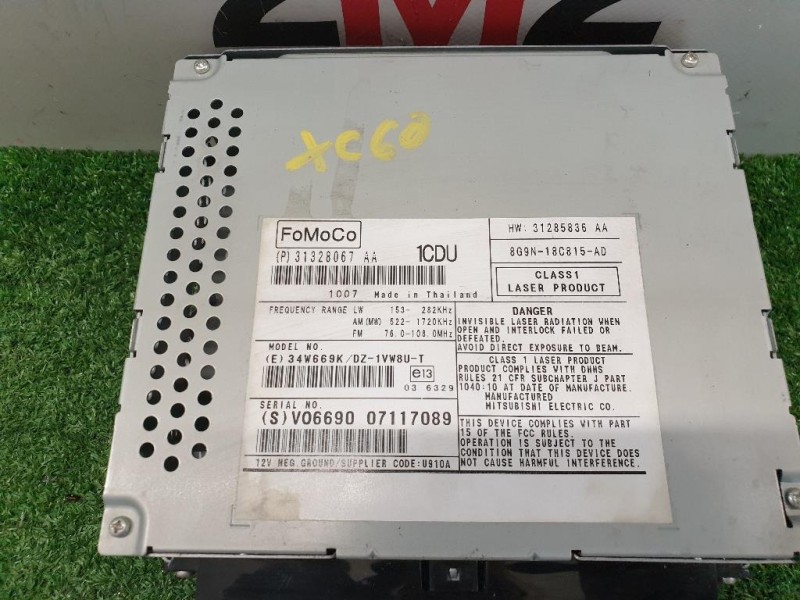 XC60
FoMoCo
(P) 31328067 AA 1CDU
1007 Made in Thailand
HW: 31285836 AA
8G9N-18C815-AD
CLASS1
LASER PRODUCT
FREQUENCY RANGE LW 153- 282KHz
AM(MW) 522- 1720KHz
FM 76.0-108.0MHz
MODEL NO.
(E) 34W669K/DZ-1VW8U-T
e13
03 6329
SERIAL NO.
(S)V06690 07117089
12V NEG.GROUND/SUPPLIER CODE:U910A
DANGER
INVISIBLE LASER RADIATION WHEN
OPEN AND INTERLOCK FAILED OR
DEFEATED.
AVOID DIRECT EXPOSURE TO BEAM.
CLASS 1 LASER PRODUCT
PRODUCT COMPLIES WITH DHHS
RULES 21 CFR SUBCHAPTER J PART
1040:10 AT DATE OF MANUFACTURE.
MANUFACTURED
MITSUBISHI ELECTRIC CO.
THIS DEVICE COMPLIES WITH PART
15 OF THE FCC RULES.
OPERATION IS SUBJECT TO THE
CONDITION THAT THIS DEVICE DOES
NOT CAUSE HARMFUL INTERFERENCE.